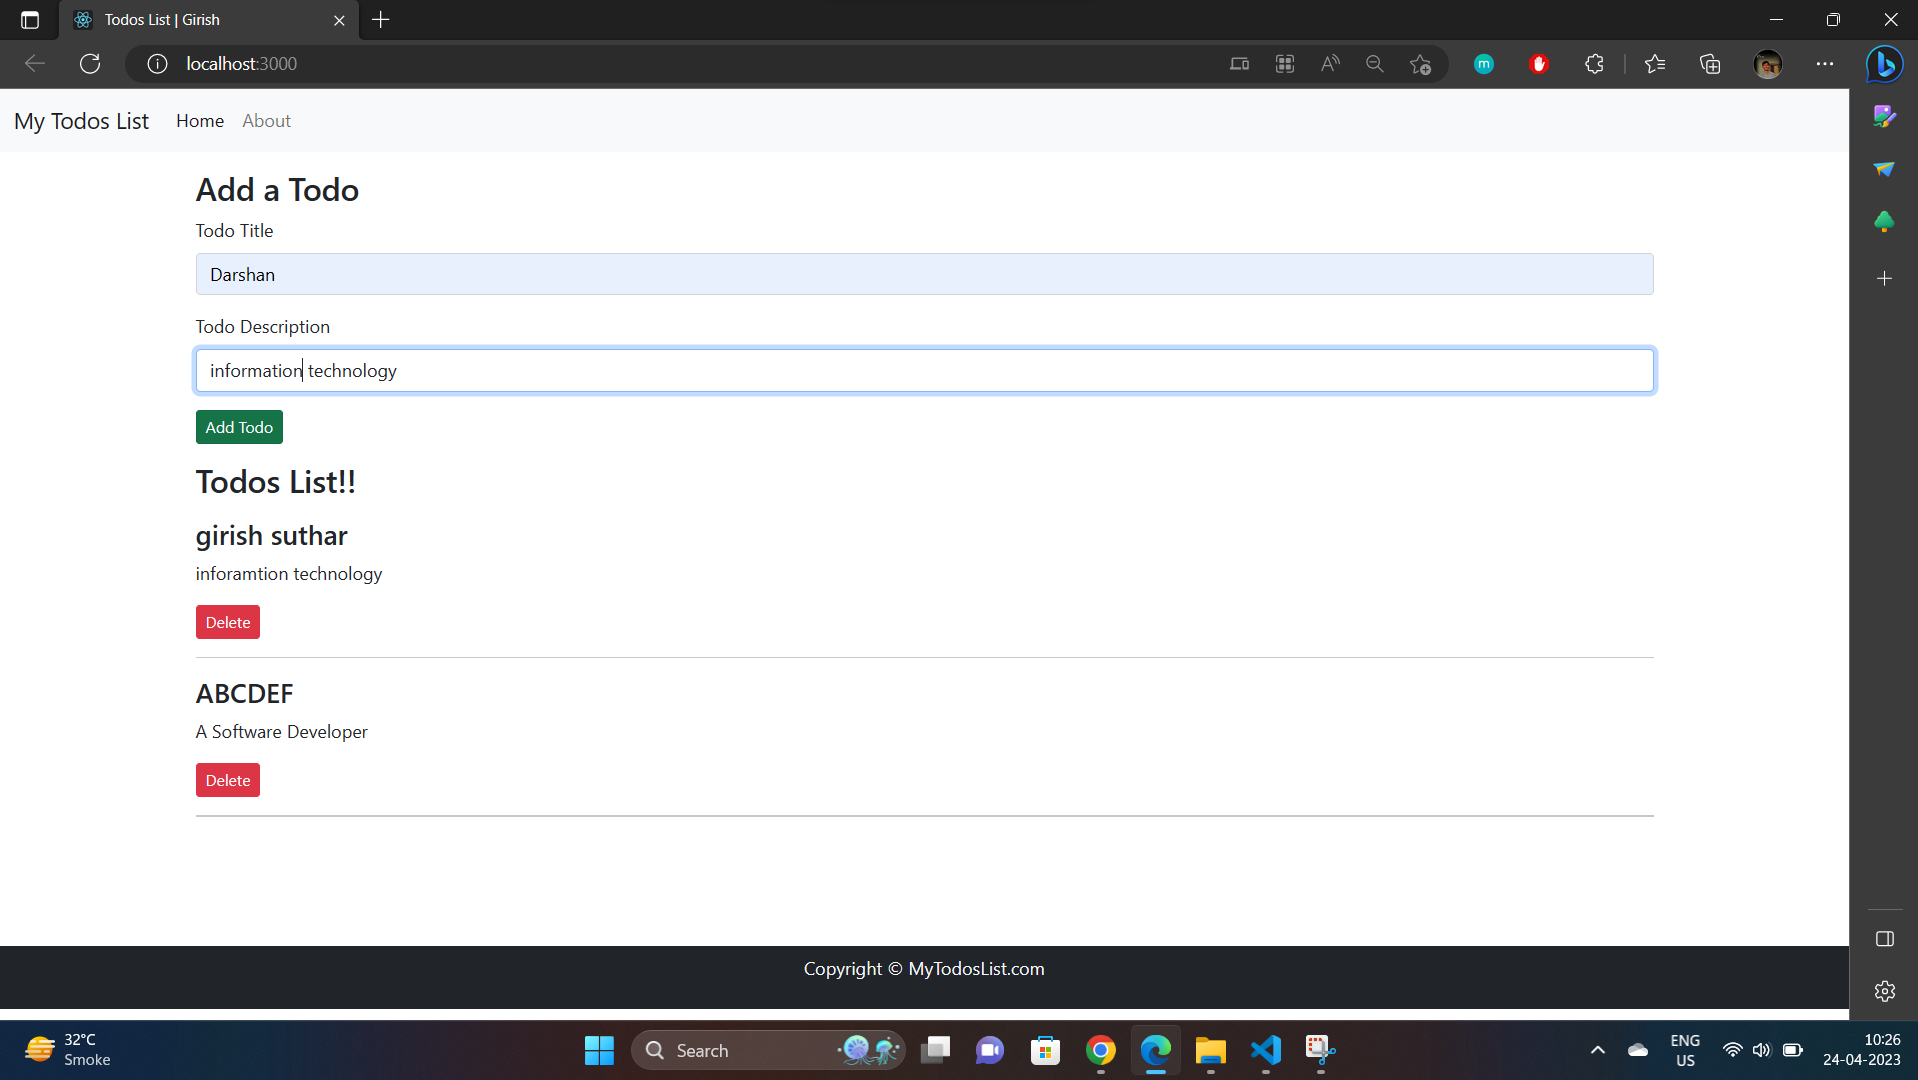 Todos List | Girish
localhost:3000
m
My Todos List Home About
Add a Todo
Todo Title
Darshan
Todo Description
information technology
Add Todo
Todos List!!
girish suthar
inforamtion technology
Delete
ABCDEF
A Software Developer
Delete
Copyright © MyTodosList.com
32°C
Smoke
Search
ENG
US
10:26
24-04-2023